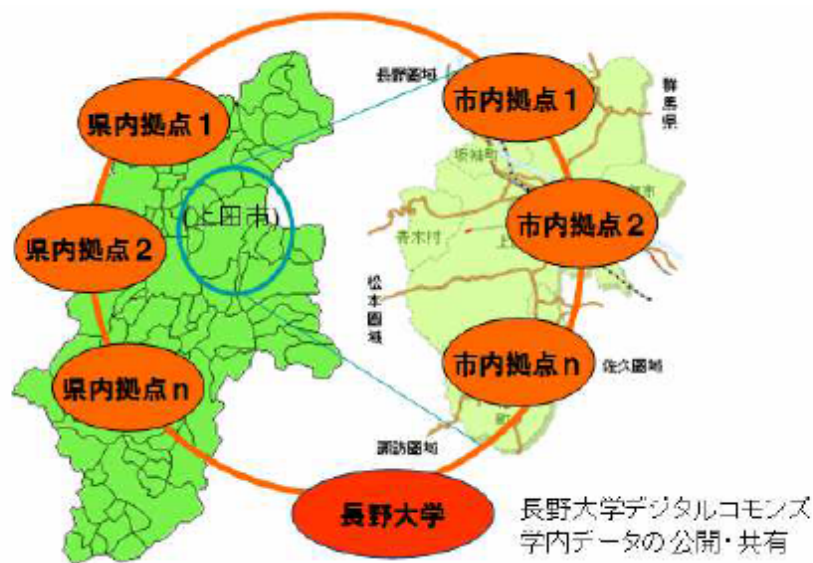 長野圏域
市内拠点1
群馬県
県内拠点1
坂城町
(上田市)
市内拠点2
県内拠点2
青木村
松本圏域
市内拠点n
佐久圏域
県内拠点n
諏訪圏域
長野大学
長野大学デジタルコモンズ
学内データの公開・共有